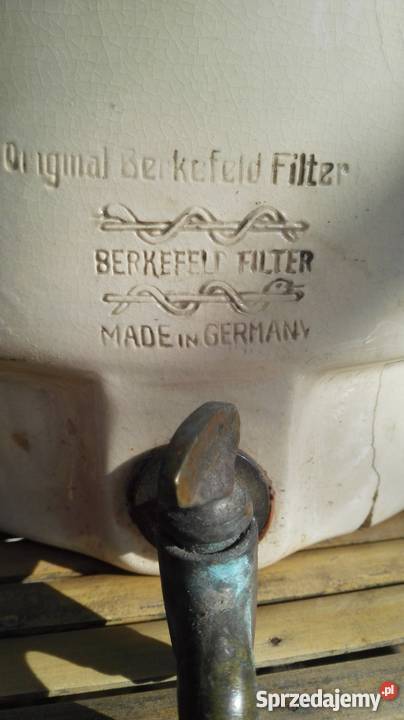 Original Berkefeld Filter
BERKEFELD FILTER
MADE IN GERMANY
Sprzedajemy.pl